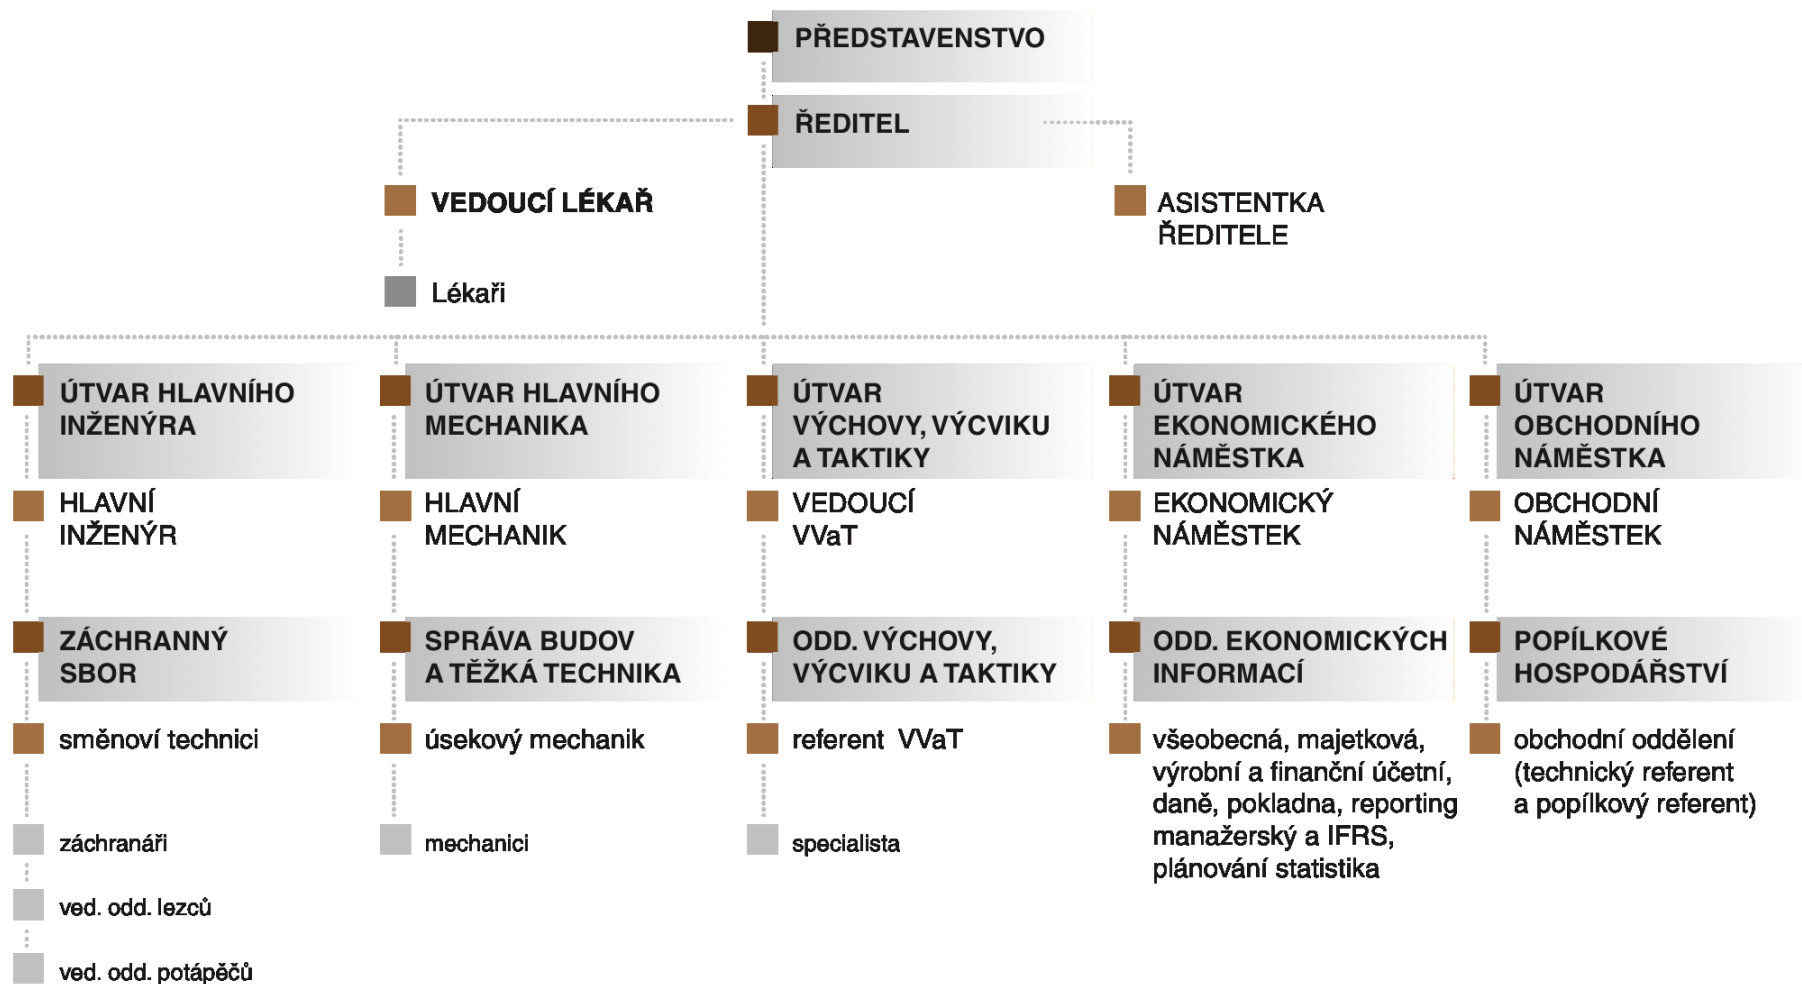 PŘEDSTAVENSTVO
ŘEDITEL
VEDOUCÍ LÉKAŘ
ASISTENTKA
ŘEDITELE
Lékaři
ÚTVAR HLAVNÍHO
INŽENÝRA
ÚTVAR HLAVNÍHO
MECHANIKA
ÚTVAR
VÝCHOVY, VÝCVIKU
A TAKTIKY
ÚTVAR
EKONOMICKÉHO
NÁMĚSTKA
ÚTVAR
OBCHODNÍHO
NÁMĚSTKA
HLAVNÍ
INŽENÝR
HLAVNÍ
MECHANIK
VEDOUCÍ
VVaT
EKONOMICKÝ
NÁMĚSTEK
OBCHODNÍ
NÁMĚSTEK
ZÁCHRANNÝ
SBOR
SPRÁVA BUDOV
A TĚŽKÁ TECHNIKA
ODD. VÝCHOVY,
VÝCVIKU A TAKTIKY
ODD. EKONOMICKÝCH
INFORMACÍ
POPÍLKOVÉ
HOSPODÁŘSTVÍ
směnoví technici
úsekový mechanik
referent VVaT
všeobecná, majetková,
výrobní a finanční účetní,
daně, pokladna, reporting
manažerský a IFRS,
plánování statistika
obchodní oddělení
(technický referent
a popílkový referent)
záchranáři
mechanici
specialista
ved. odd. lezců
ved. odd. potápěčů